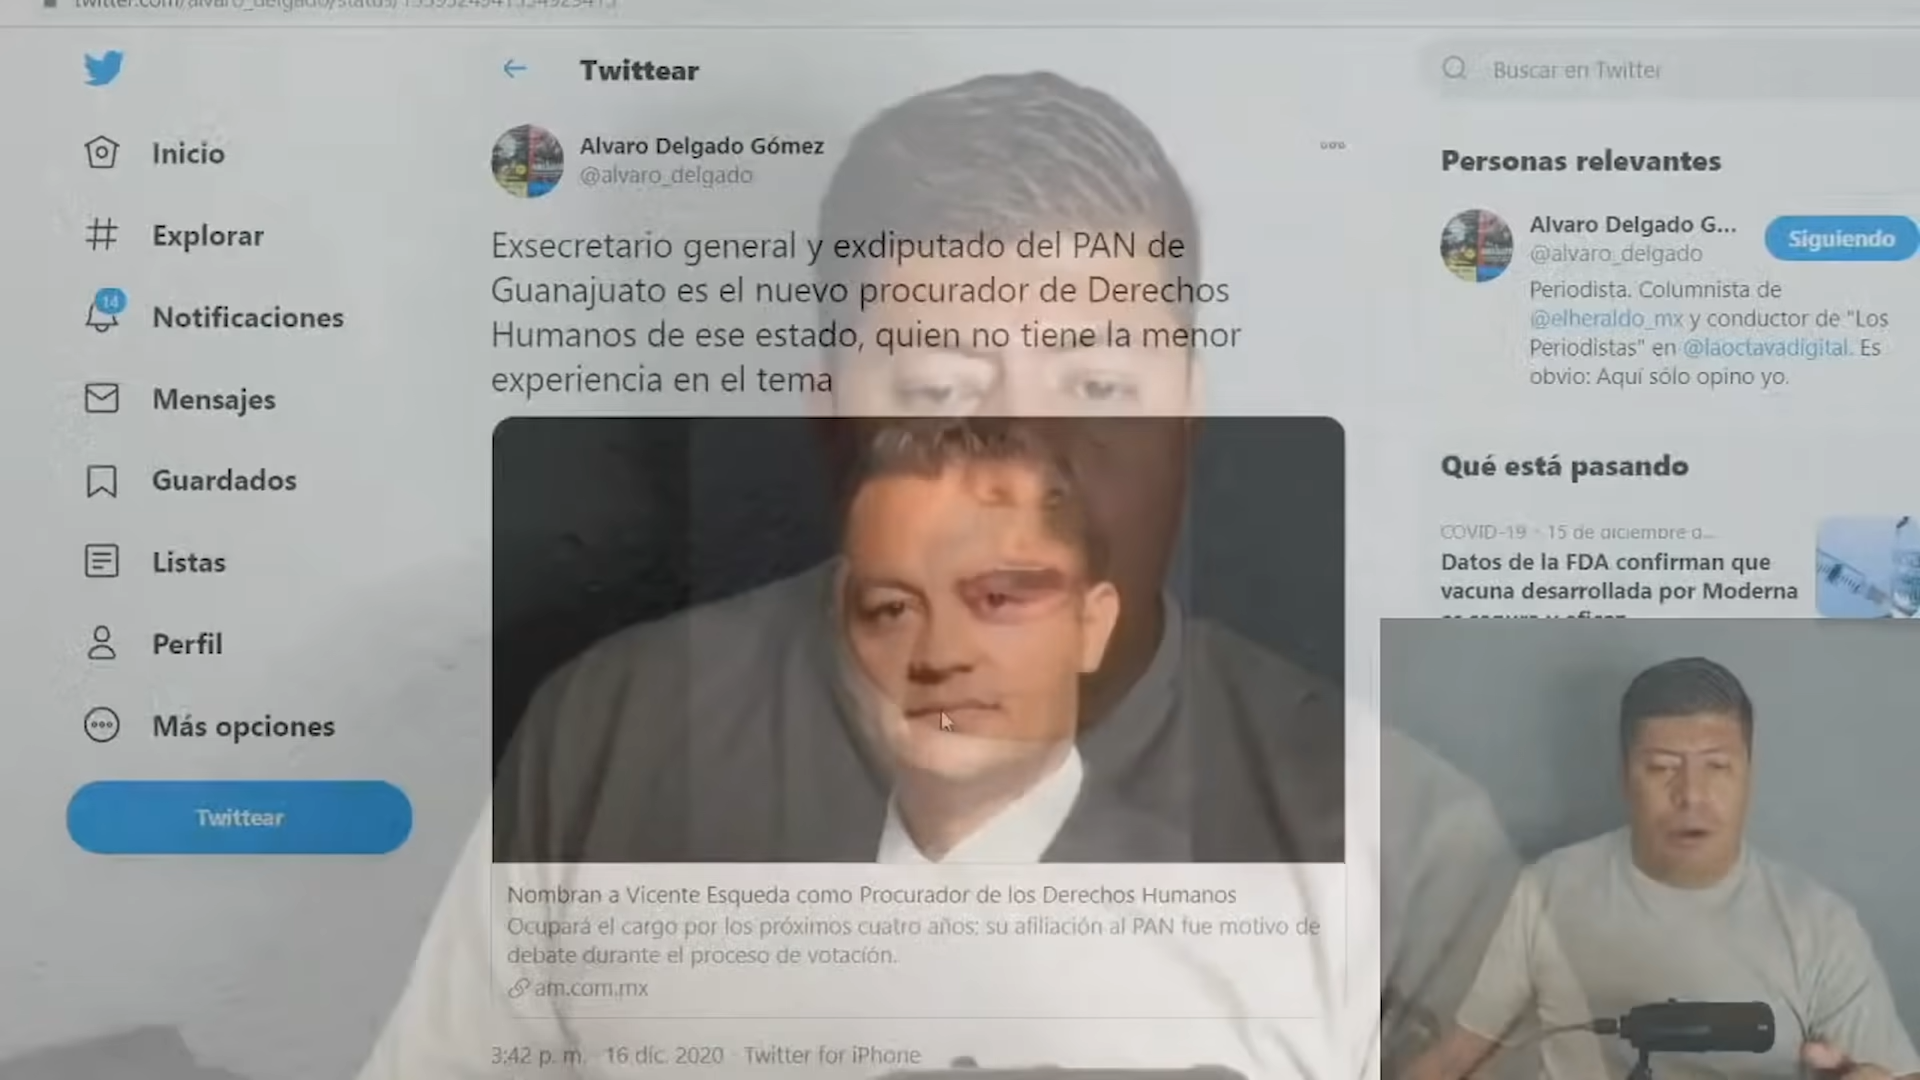 Inicio
Explorar
14
Notificaciones
Mensajes
Guardados
Listas
Perfil
Más opciones
Twittear
Twittear
Alvaro Delgado Gómez
@alvaro_delgado
Exsecretario general y exdiputado del PAN de
Guanajuato es el nuevo procurador de Derechos
Humanos de ese estado, quien no tiene la menor
experiencia en el tema
Nombran a Vicente Esqueda como Procurador de los Derechos Humanos
Ocupará el cargo por los próximos cuatro años; su afiliación al PAN fue motivo de
debate durante el proceso de votación.
am.com.mx
3:42 p. m. · 16 dic. 2020 · Twitter for iPhone
Buscar en Twitter
Personas relevantes
Alvaro Delgado G...
@alvaro_delgado
Siguiendo
Periodista. Columnista de
@elheraldo_mx y conductor de "Los
Periodistas" en @laoctavadigital. Es
obvio: Aquí sólo opino yo.
Qué está pasando
COVID-19 · 15 de diciembre d...
Datos de la FDA confirman que
vacuna desarrollada por Moderna